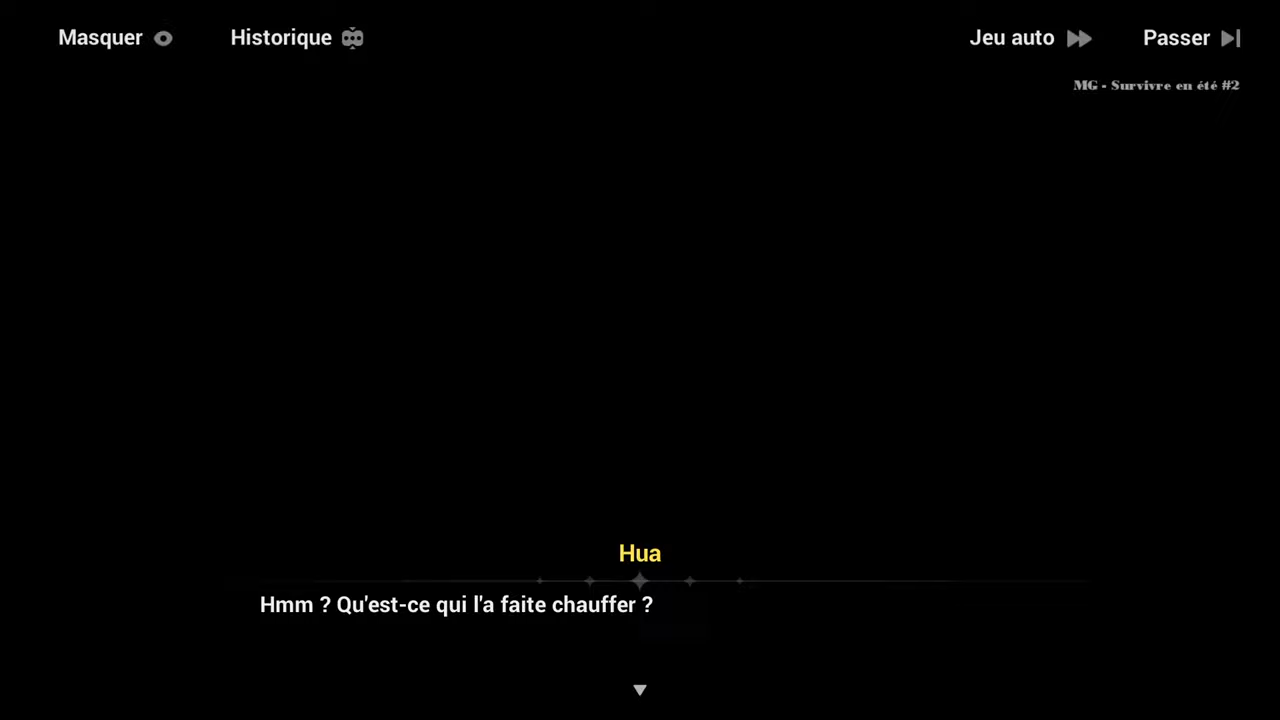 Masquer
Historique
Jeu auto
Passer
MG - Survivre en été #2
Hua
Hmm ? Qu'est-ce qui l'a faite chauffer ?